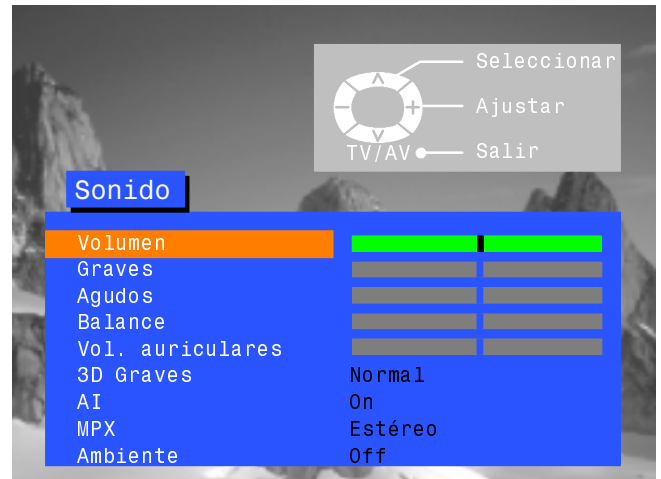 Seleccionar
Ajustar
TV/AV Salir
Sonido
Volumen
Graves
Agudos
Balance
Vol. auriculares
3D Graves Normal
AI On
MPX Estéreo
Ambiente Off